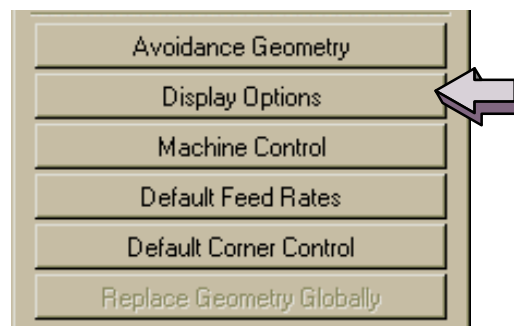 Avoidance Geometry
Display Options
Machine Control
Default Feed Rates
Default Corner Control
Replace Geometry Globally